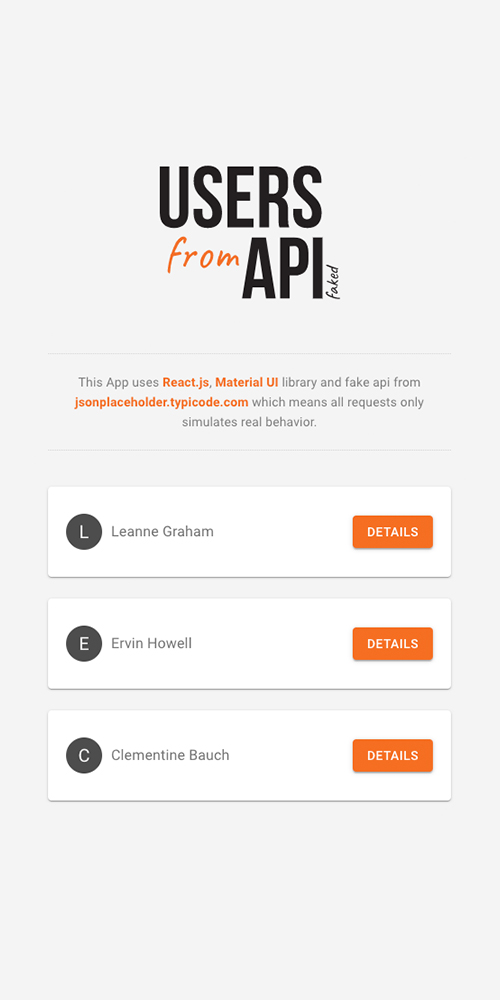 USERS
from API faked
This App uses React.js, Material UI library and fake api from
jsonplaceholder.typicode.com which means all requests only
simulates real behavior.
L Leanne Graham DETAILS
E Ervin Howell DETAILS
C Clementine Bauch DETAILS